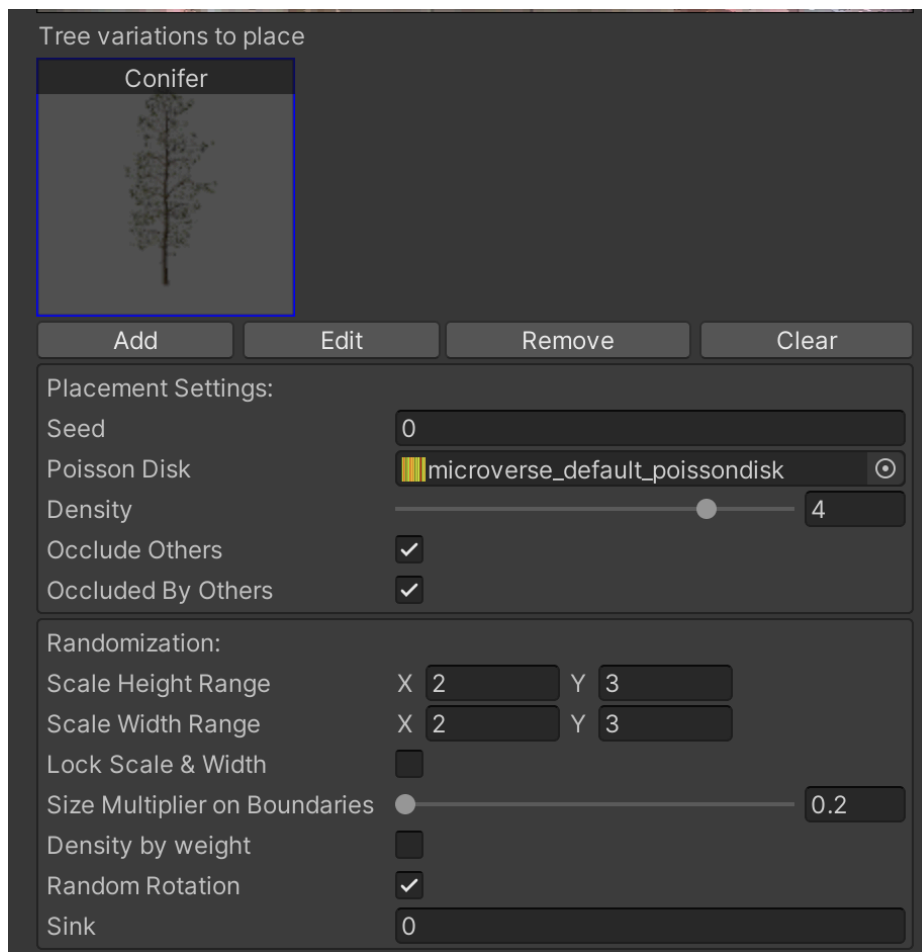 Tree variations to place
Conifer
Add Edit Remove Clear
Placement Settings:
Seed 0
Poisson Disk microverse_default_poissondisk
Density 4
Occlude Others
Occluded By Others
Randomization:
Scale Height Range X 2 Y 3
Scale Width Range X 2 Y 3
Lock Scale & Width
Size Multiplier on Boundaries 0.2
Density by weight
Random Rotation
Sink 0